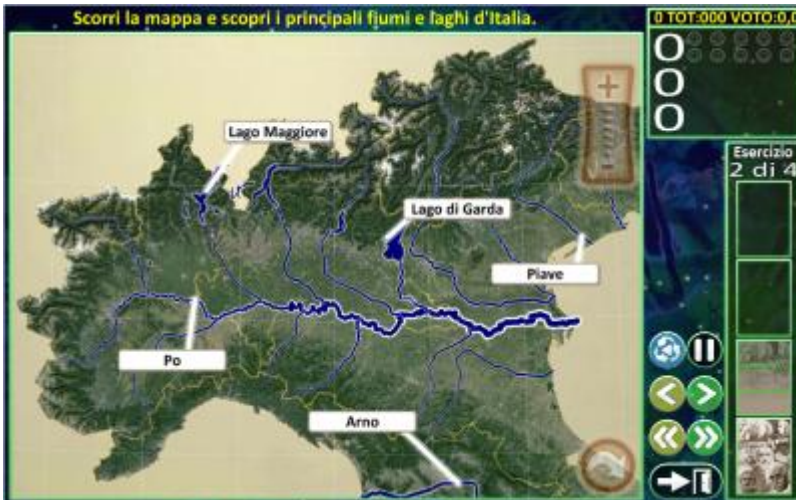 Scorri la mappa e scopri i principali fiumi e laghi d'Italia.
0 TOT:000 VOTO:0,0
Lago Maggiore
Esercizio
2 di 4
Lago di Garda
Piave
Po
Arno